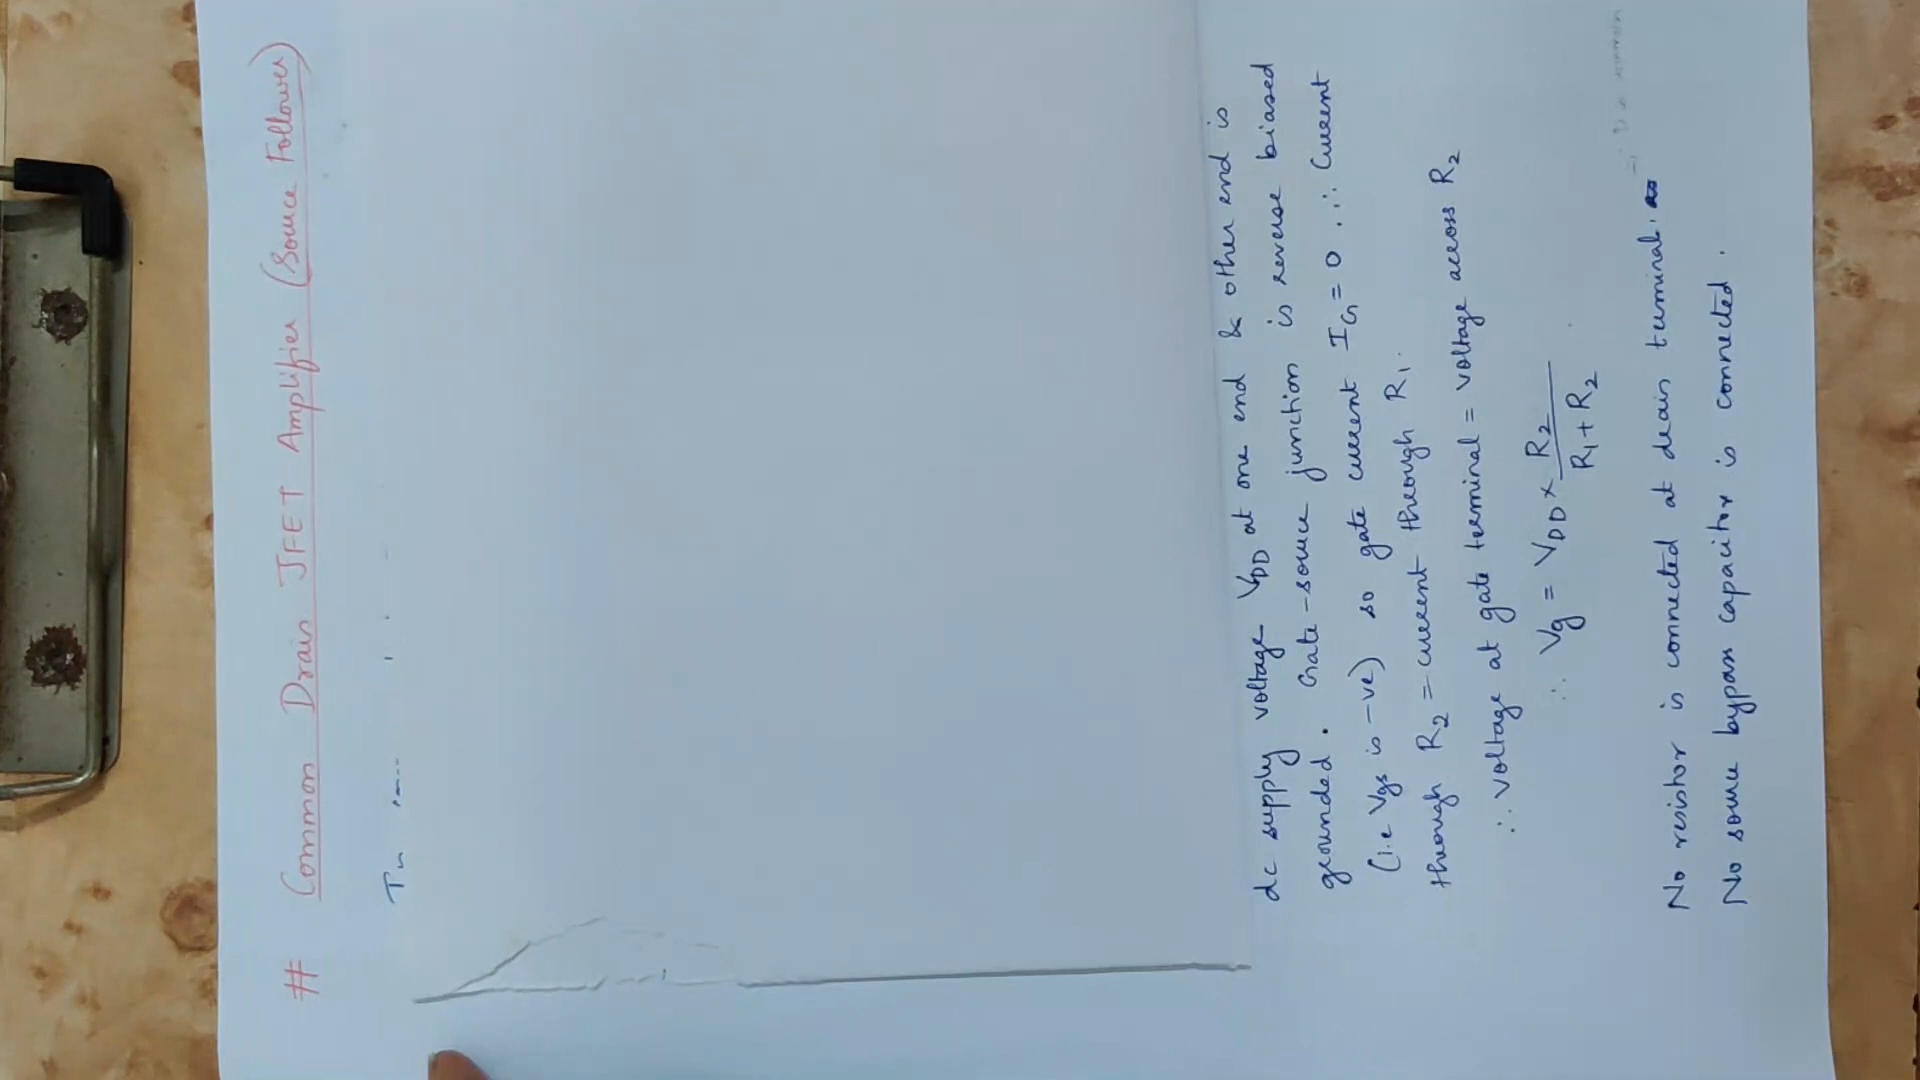 # Common Drain JFET Amplifier (Source Follower)
dc supply voltage VDD at one end & other end is
grounded. Gate-source junction is reverse biased
(i.e Vgs is -ve) so gate current IG = 0 ∴ Current
through R2 = current through R1.
∴ voltage at gate terminal = voltage across R2
∴ Vg = VDD × R2 / R1 + R2
No resistor is connected at drain terminal.
No source bypass capacitor is connected.